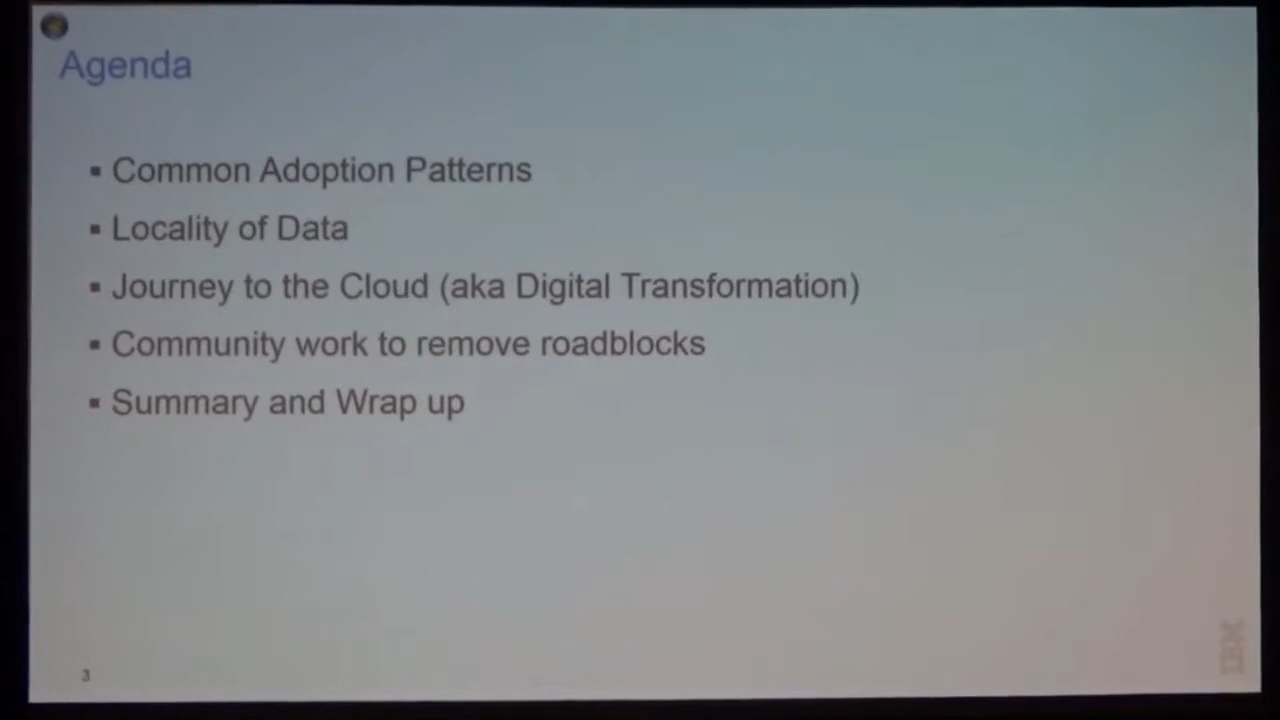 Agenda
▪ Common Adoption Patterns
▪ Locality of Data
▪ Journey to the Cloud (aka Digital Transformation)
▪ Community work to remove roadblocks
▪ Summary and Wrap up
3
IBM